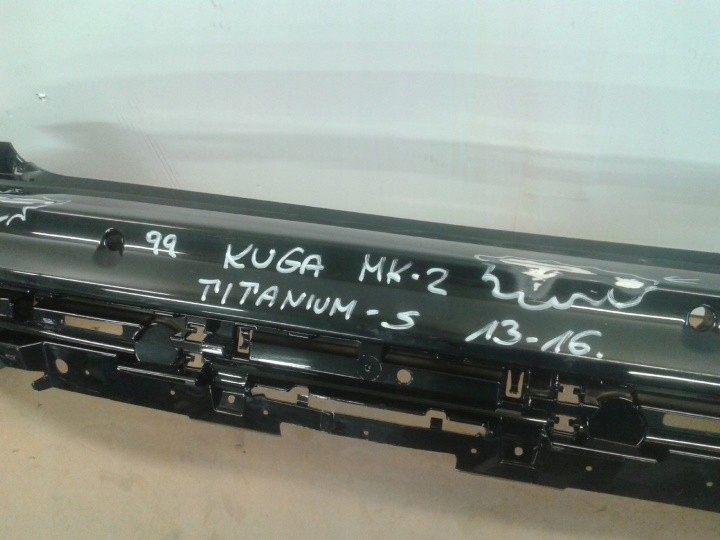 99 KUGA MK-2
TITANIUM-S 13-16.